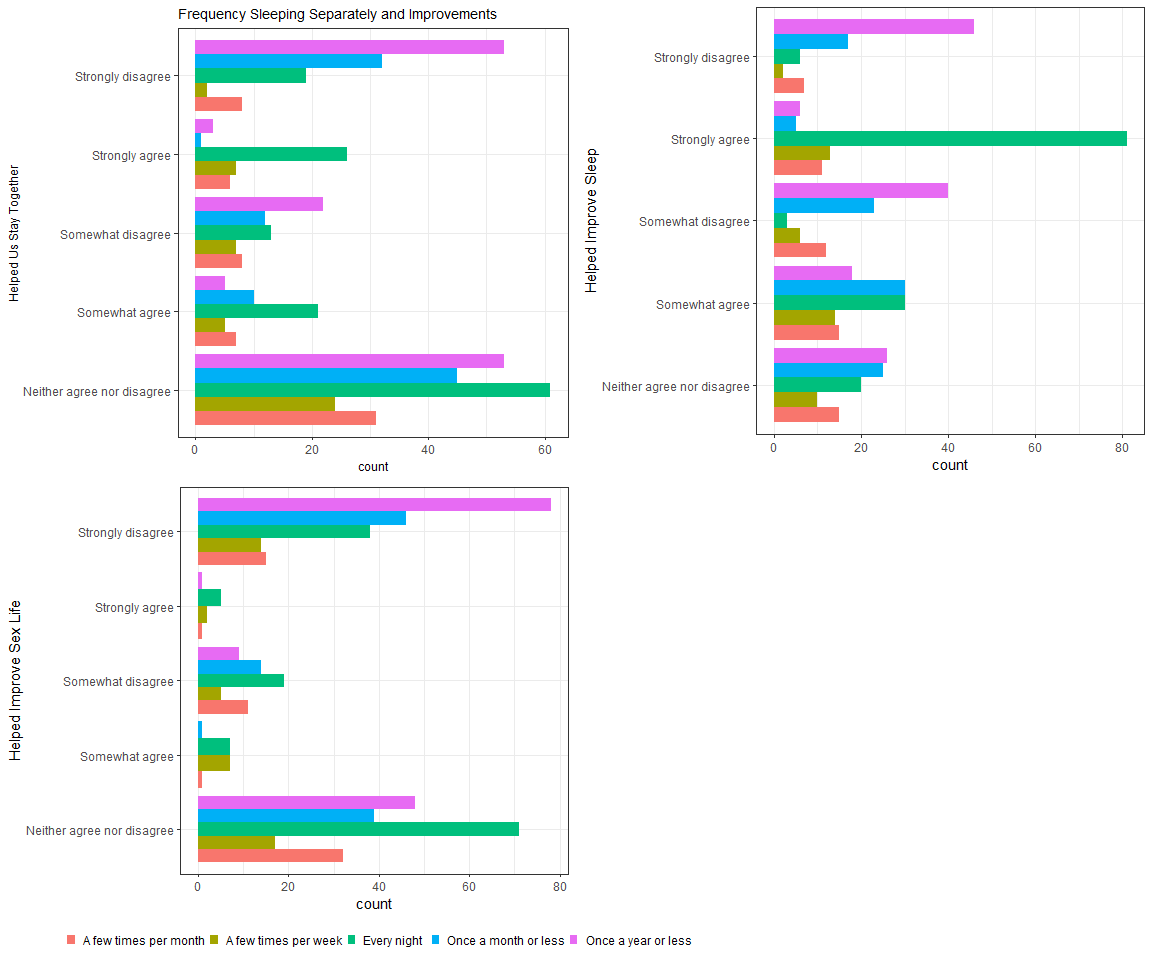 Frequency Sleeping Separately and Improvements
Helped Us Stay Together
Strongly disagree
Strongly agree
Somewhat disagree
Somewhat agree
Neither agree nor disagree
0 20 40 60
count
Helped Improve Sleep
Strongly disagree
Strongly agree
Somewhat disagree
Somewhat agree
Neither agree nor disagree
0 20 40 60 80
count
Helped Improve Sex Life
Strongly disagree
Strongly agree
Somewhat disagree
Somewhat agree
Neither agree nor disagree
0 20 40 60 80
count
A few times per month A few times per week Every night Once a month or less Once a year or less